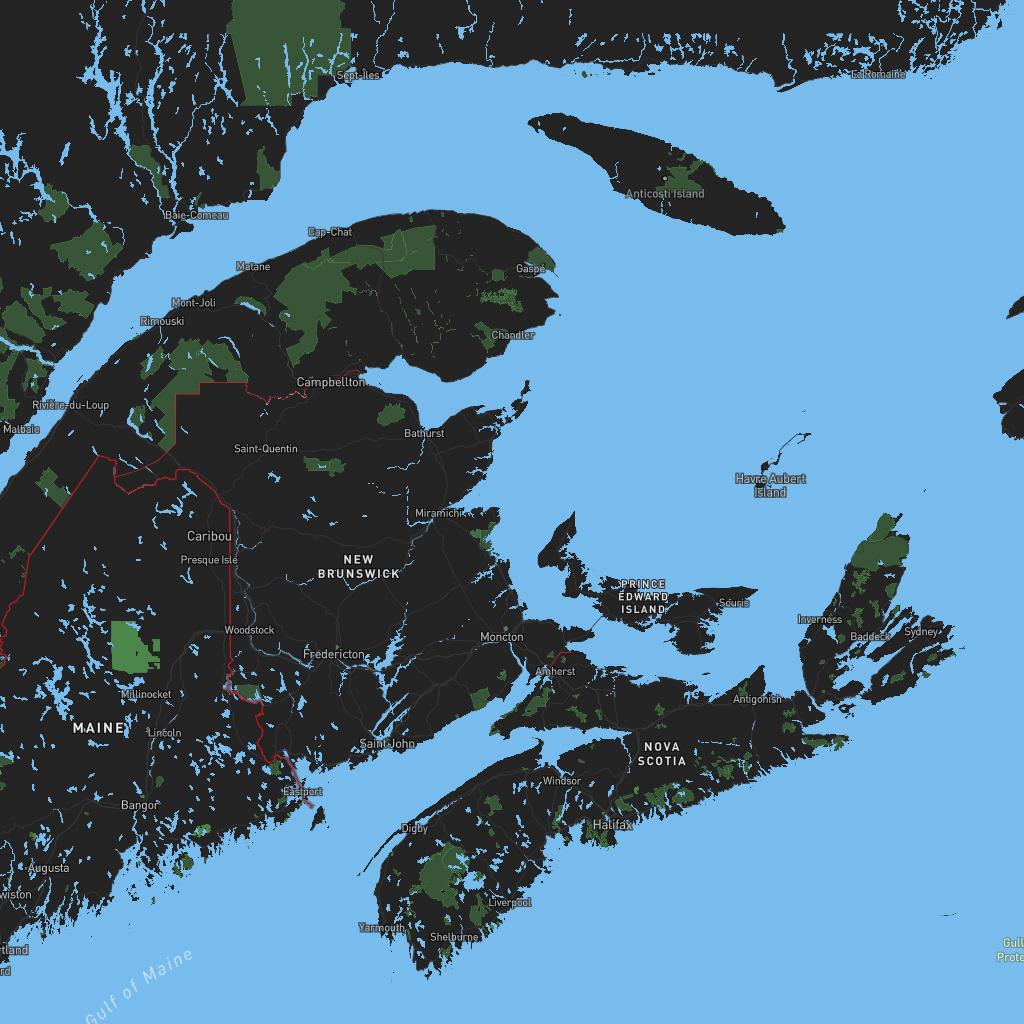 Sept-Îles
La Romaine
Anticosti Island
Baie-Comeau
Cap-Chat
Matane
Gaspé
Mont-Joli
Rimouski
Chandler
Campbellton
Rivière-du-Loup
Malbaie
Bathurst
Saint-Quentin
Havre Aubert
Island
Miramichi
Caribou
Presque Isle
NEW
BRUNSWICK
PRINCE
EDWARD
ISLAND
Souris
Inverness
Baddeck
Sydney
Woodstock
Moncton
Fredericton
Amherst
Millinocket
Antigonish
MAINE
Lincoln
Saint John
NOVA
SCOTIA
Windsor
Eastport
Bangor
Digby
Halifax
Augusta
wiston
Liverpool
Yarmouth
Shelburne
rtland
rd
Gulf of Maine
Gull
Prote